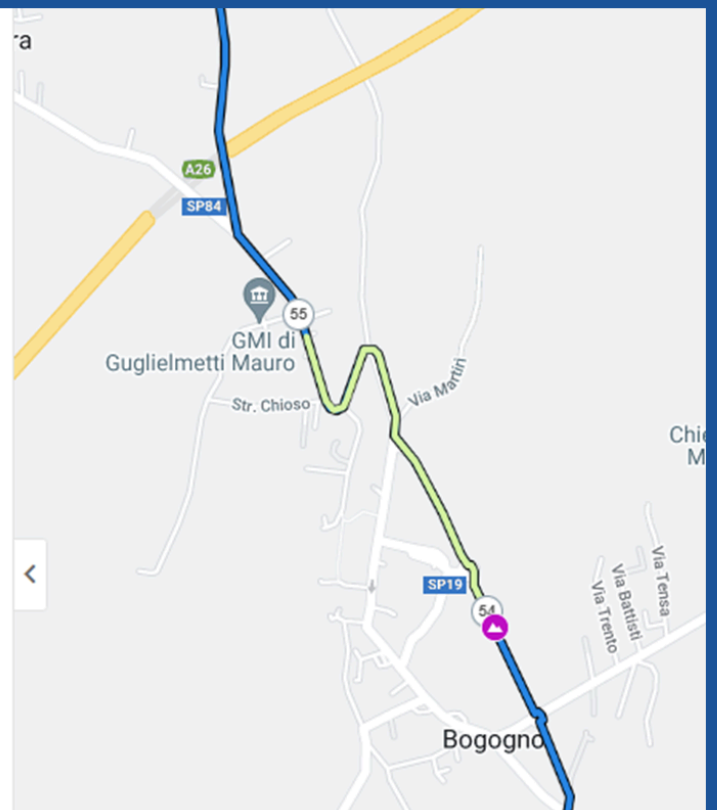 ra
A26
SP84
55
GMI di
Guglielmetti Mauro
Via Martiri
Str. Chioso
Chie
M
SP19
54
Via Tensa
Via Battisti
Via Trento
Bogogno